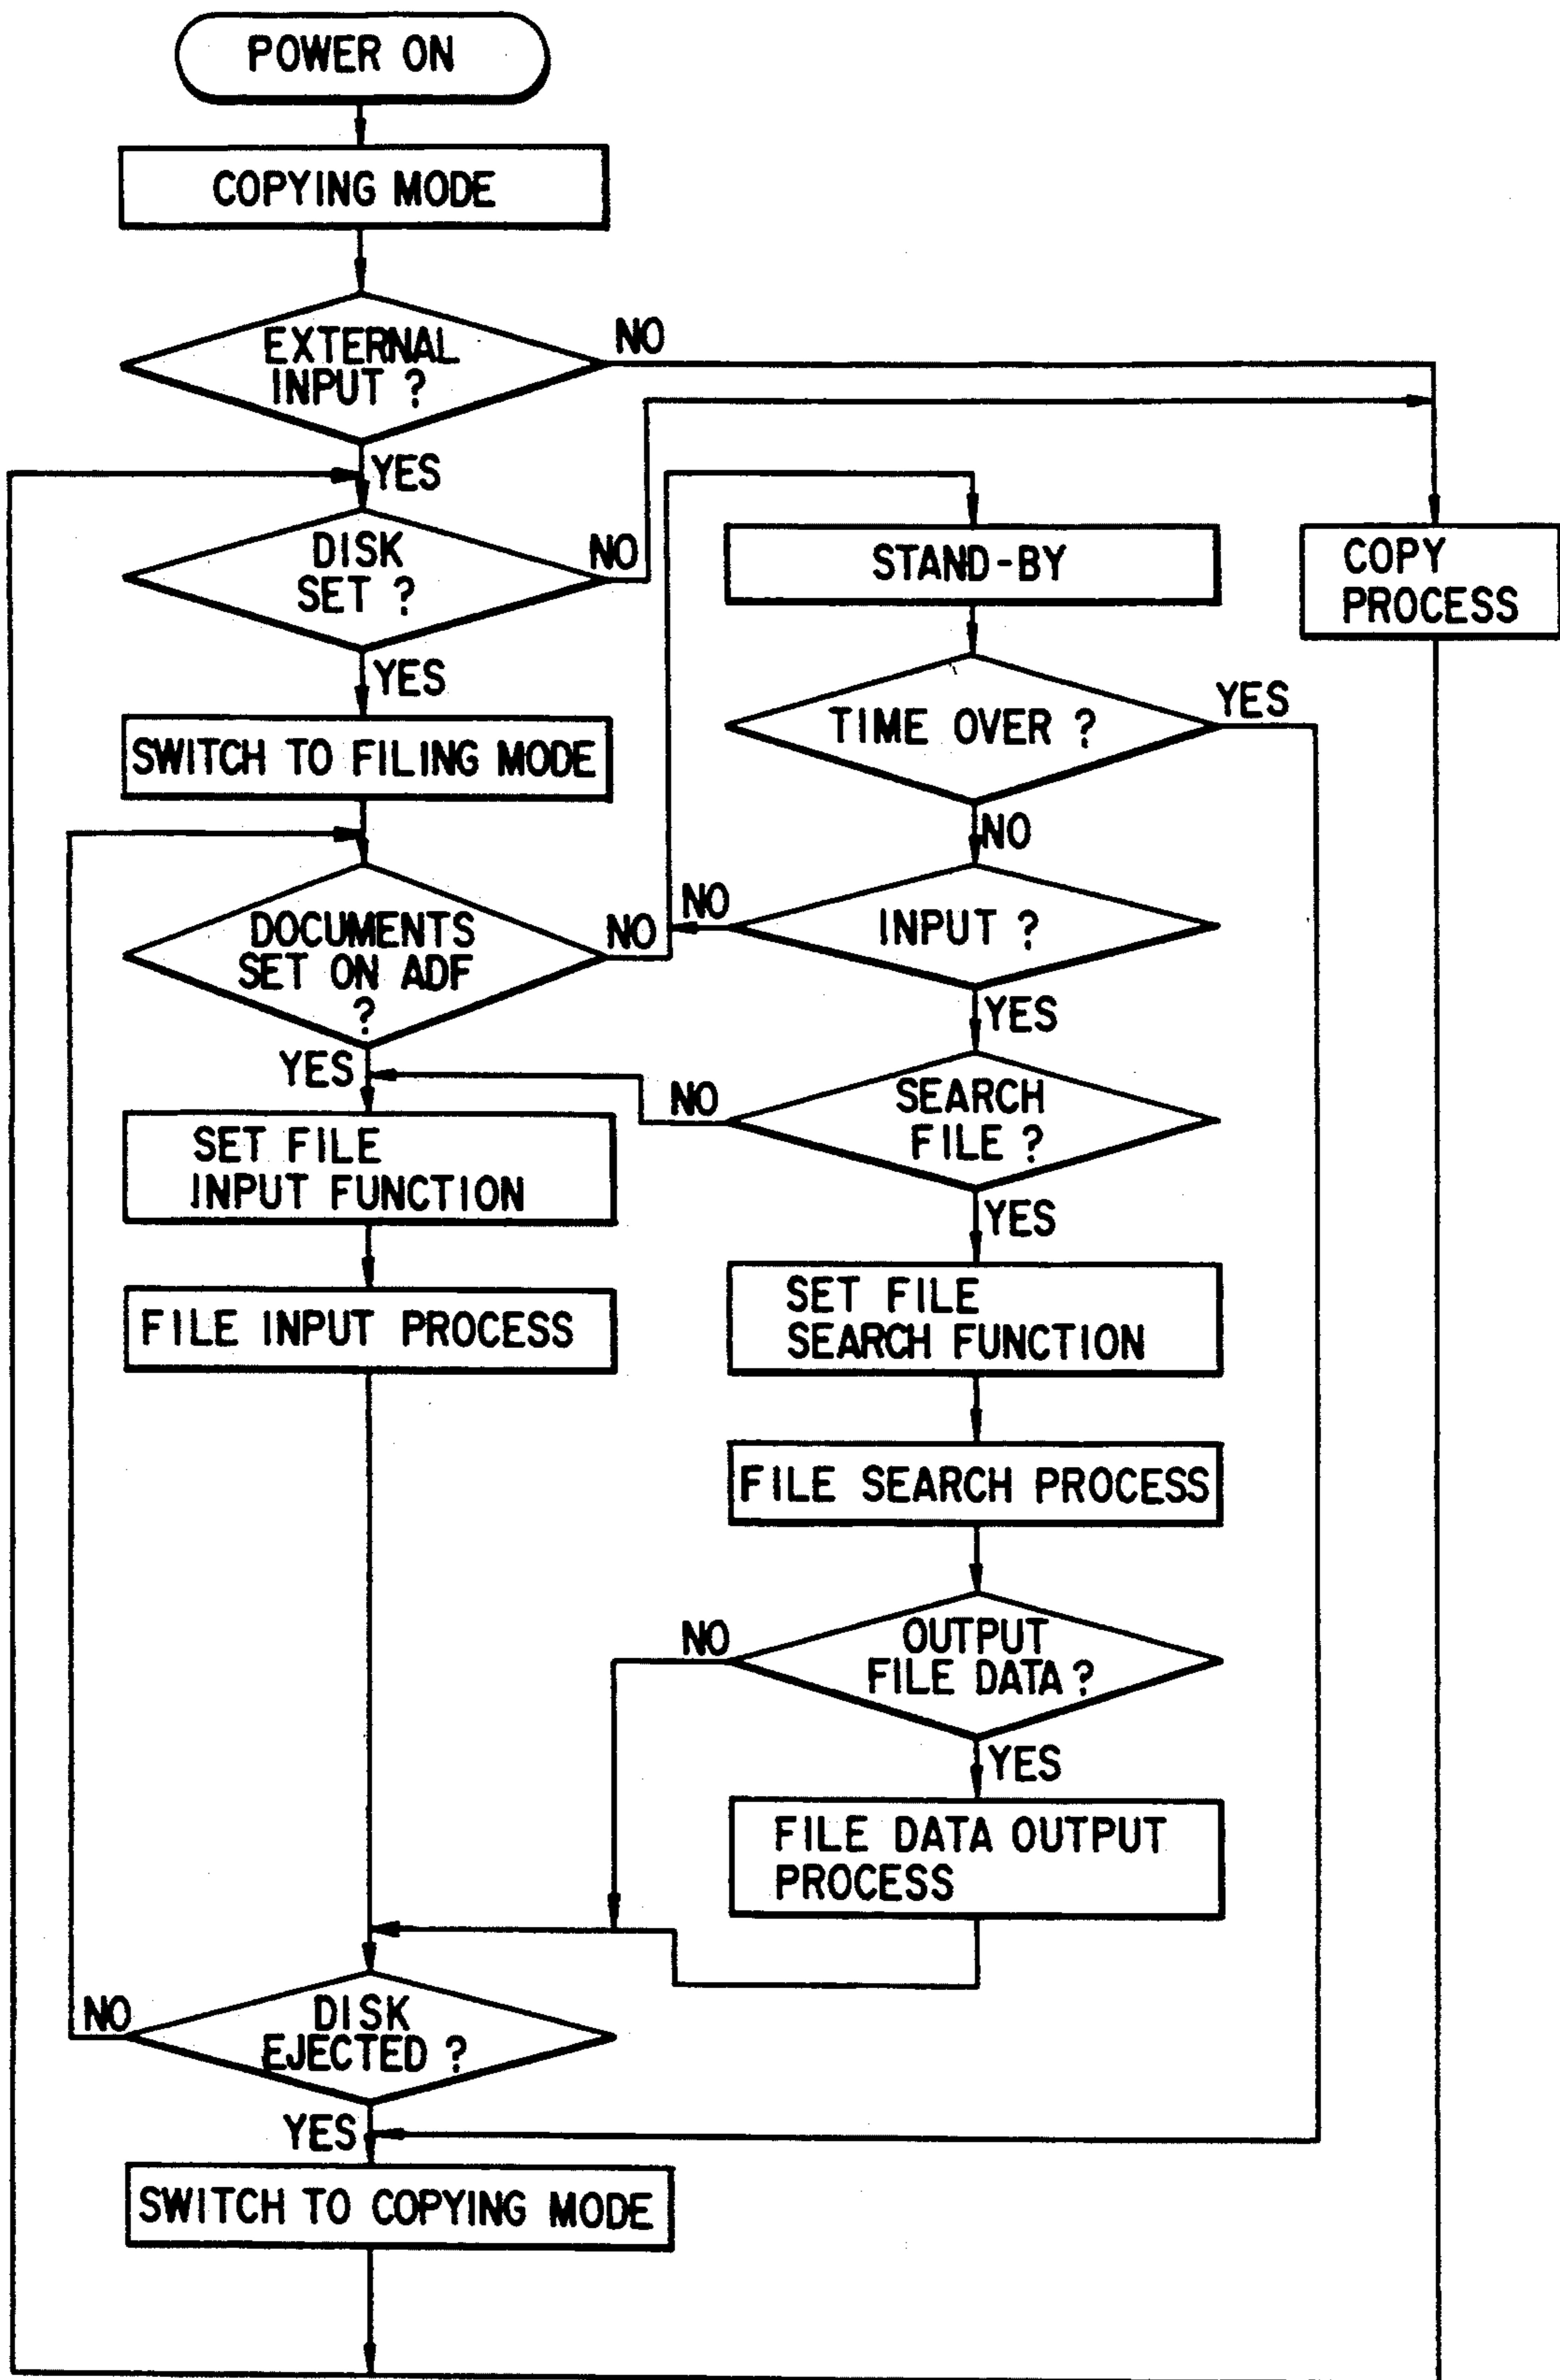 POWER ON
COPYING MODE
EXTERNAL
INPUT ?
NO
YES
DISK
SET ?
NO
YES
STAND-BY
COPY
PROCESS
SWITCH TO FILING MODE
TIME OVER ?
YES
NO
DOCUMENTS
SET ON ADF
?
NO
YES
INPUT ?
NO
YES
SEARCH
FILE ?
NO
YES
SET FILE
INPUT FUNCTION
FILE INPUT PROCESS
SET FILE
SEARCH FUNCTION
FILE SEARCH PROCESS
OUTPUT
FILE DATA ?
NO
YES
FILE DATA OUTPUT
PROCESS
DISK
EJECTED ?
NO
YES
SWITCH TO COPYING MODE